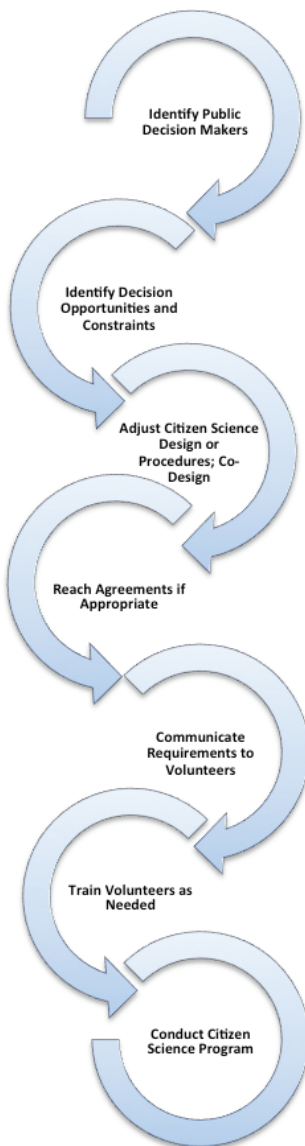 Identify Public
Decision Makers
Identify Decision
Opportunities and
Constraints
Adjust Citizen Science
Design or
Procedures; Co-
Design
Reach Agreements if
Appropriate
Communicate
Requirements to
Volunteers
Train Volunteers as
Needed
Conduct Citizen
Science Program